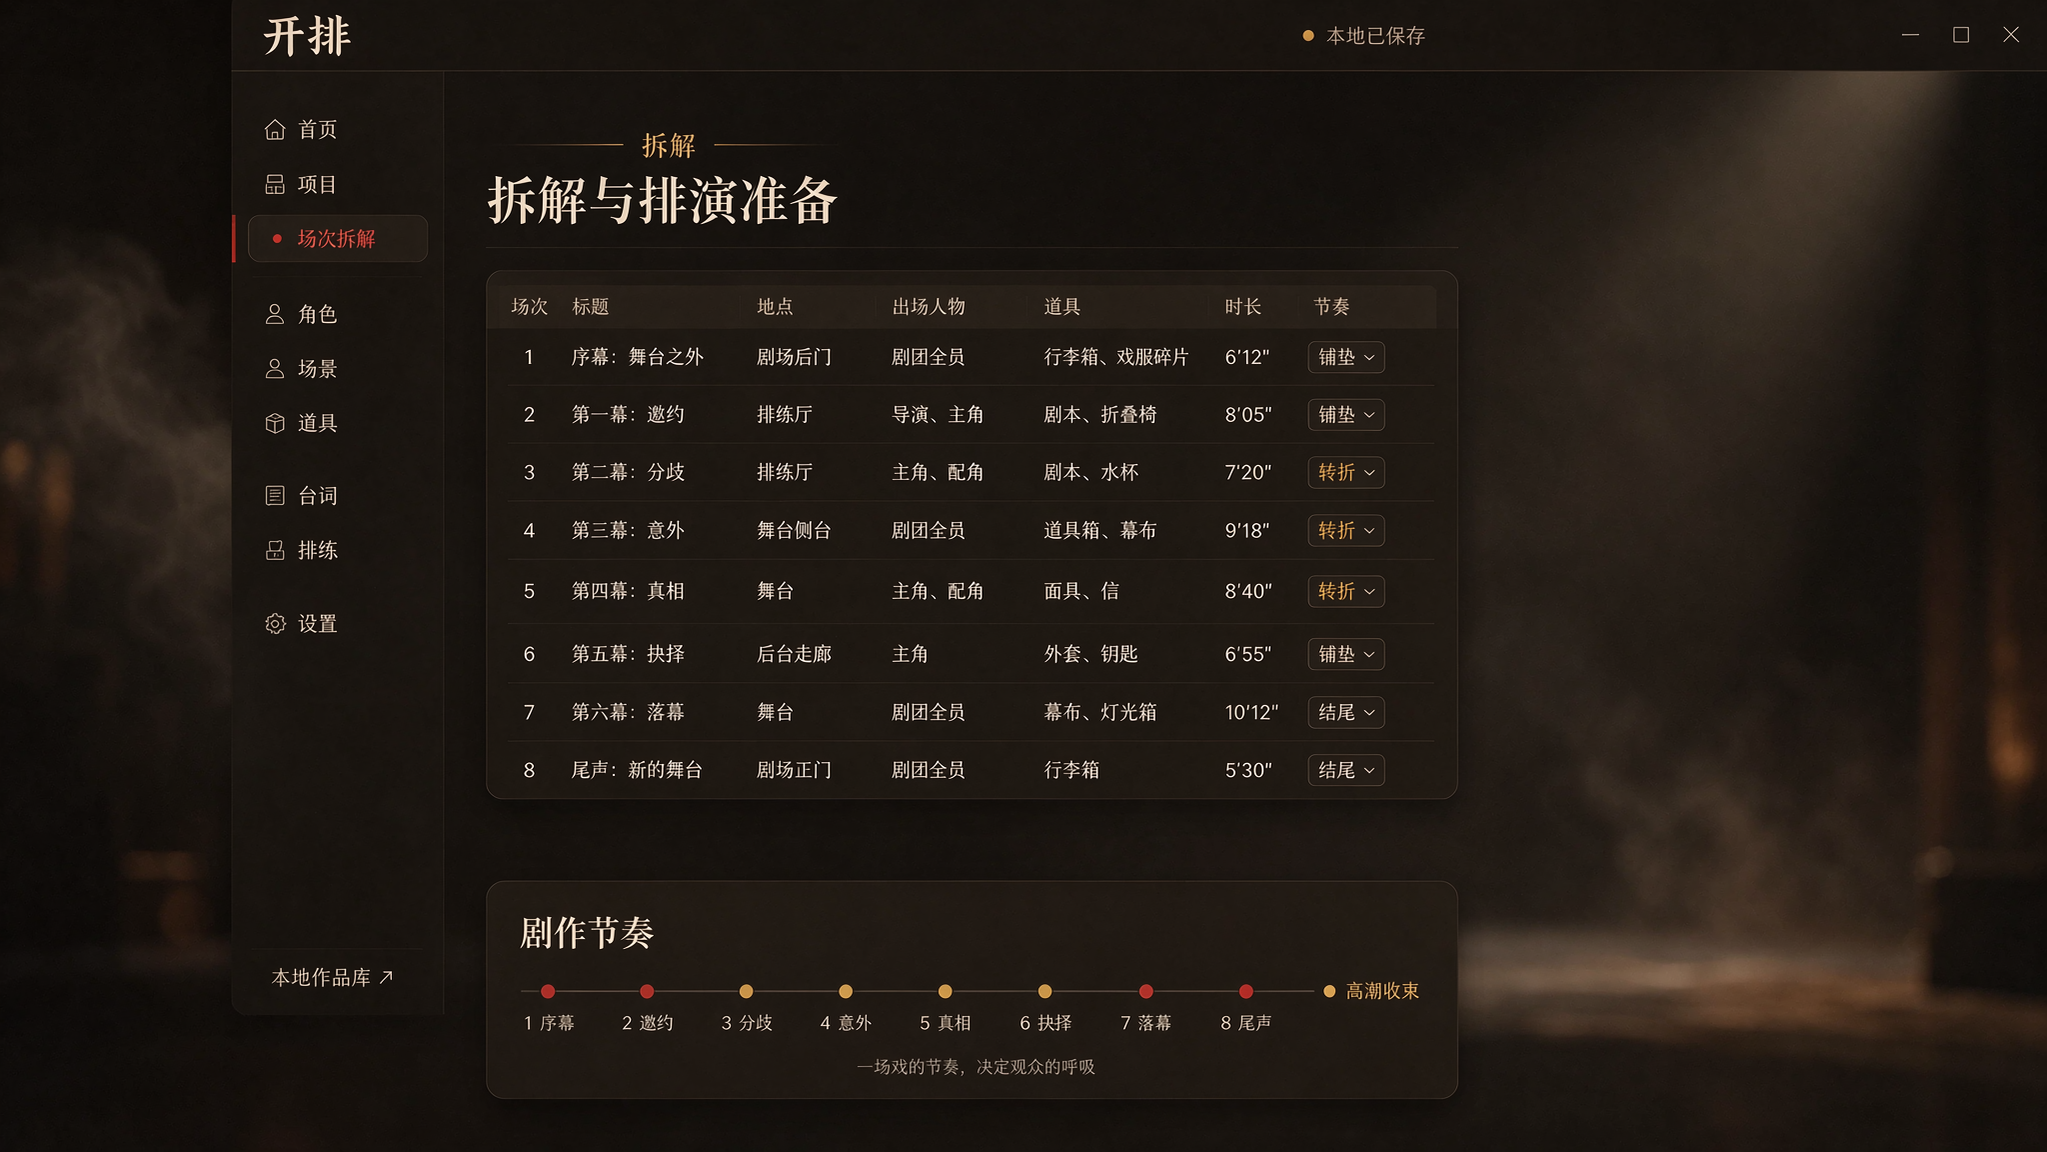 开排
本地已保存
首页
项目
场次拆解
角色
场景
道具
台词
排练
设置
本地作品库
拆解
拆解与排演准备
场次 标题 地点 出场人物 道具 时长 节奏
1 序幕：舞台之外 剧场后门 剧团全员 行李箱、戏服碎片 6'12" 铺垫
2 第一幕：邀约 排练厅 导演、主角 剧本、折叠椅 8'05" 铺垫
3 第二幕：分歧 排练厅 主角、配角 剧本、水杯 7'20" 转折
4 第三幕：意外 舞台侧台 剧团全员 道具箱、幕布 9'18" 转折
5 第四幕：真相 舞台 主角、配角 面具、信 8'40" 转折
6 第五幕：抉择 后台走廊 主角 外套、钥匙 6'55" 铺垫
7 第六幕：落幕 舞台 剧团全员 幕布、灯光箱 10'12" 结尾
8 尾声：新的舞台 剧场正门 剧团全员 行李箱 5'30" 结尾
剧作节奏
高潮收束
1 序幕 2 邀约 3 分歧 4 意外 5 真相 6 抉择 7 落幕 8 尾声
一场戏的节奏，决定观众的呼吸